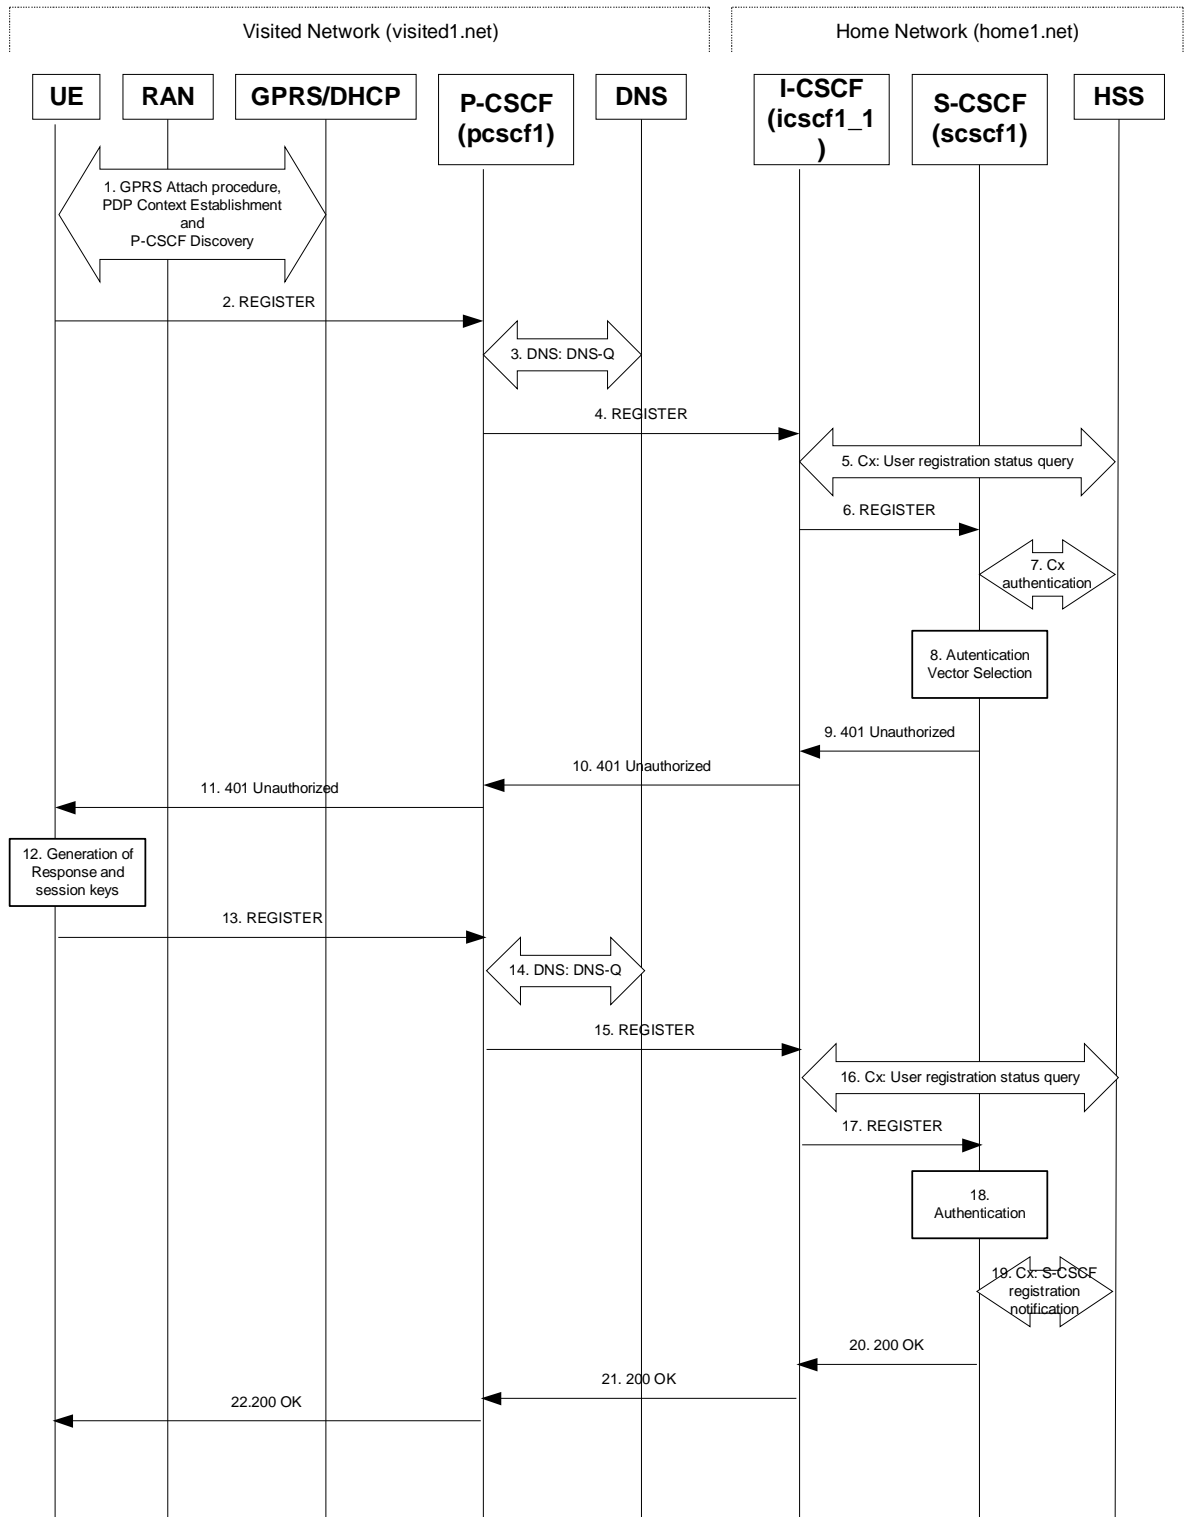 Visited Network (visited1.net)
Home Network (home1.net)
UE
RAN
GPRS/DHCP
P-CSCF
(pcscf1)
DNS
I-CSCF
(icscf1_1
)
S-CSCF
(scscf1)
HSS
1. GPRS Attach procedure,
PDP Context Establishment
and
P-CSCF Discovery
2. REGISTER
3. DNS: DNS-Q
4. REGISTER
5. Cx: User registration status query
6. REGISTER
7. Cx
authentication
8. Autentication
Vector Selection
9. 401 Unauthorized
10. 401 Unauthorized
11. 401 Unauthorized
12. Generation of
Response and
session keys
13. REGISTER
14. DNS: DNS-Q
15. REGISTER
16. Cx: User registration status query
17. REGISTER
18.
Authentication
19. Cx: S-CSCF
registration
notification
20. 200 OK
21. 200 OK
22.200 OK